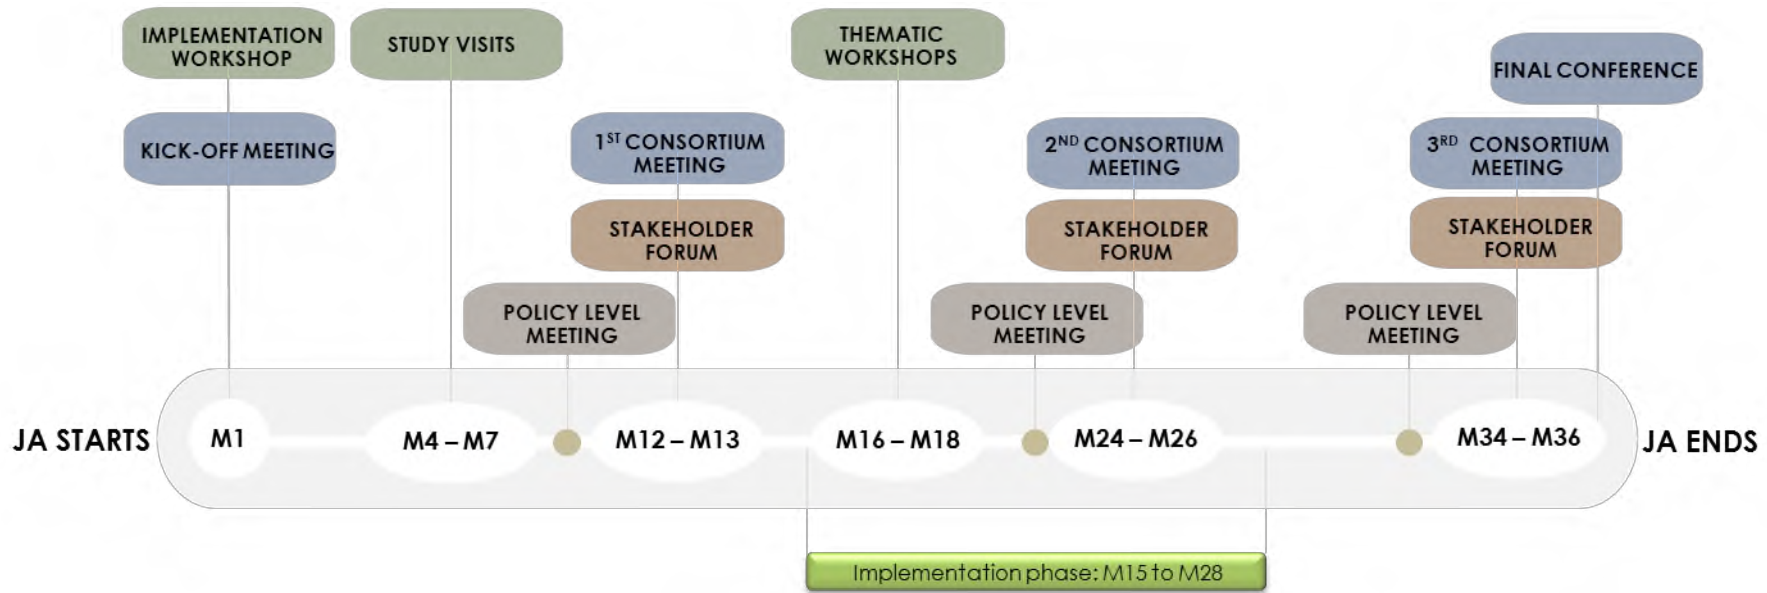 IMPLEMENTATION
WORKSHOP
STUDY VISITS
THEMATIC
WORKSHOPS
FINAL CONFERENCE
KICK-OFF MEETING
1ST CONSORTIUM
MEETING
2ND CONSORTIUM
MEETING
3RD CONSORTIUM
MEETING
STAKEHOLDER
FORUM
STAKEHOLDER
FORUM
STAKEHOLDER
FORUM
POLICY LEVEL
MEETING
POLICY LEVEL
MEETING
POLICY LEVEL
MEETING
JA STARTS
M1
M4 – M7
M12 – M13
M16 – M18
M24 – M26
M34 – M36
JA ENDS
Implementation phase: M15 to M28